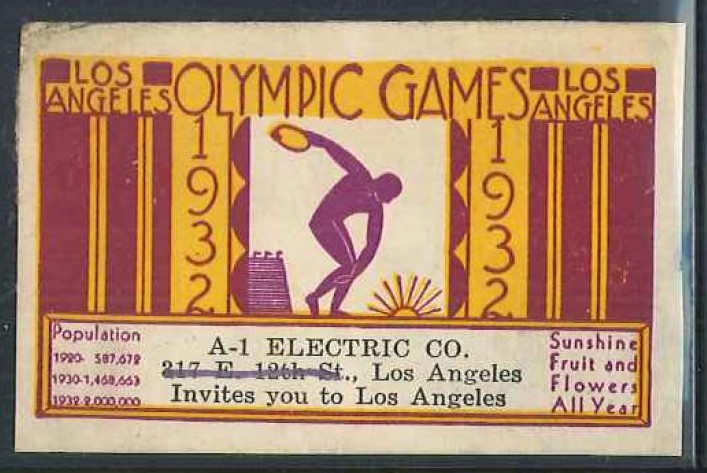 LOS ANGELES OLYMPIC GAMES LOS ANGELES
1932
1932
Population
1920- 587,672
1930-1,468,663
1932-2,000,000
A-1 ELECTRIC CO.
217 E. 12th St., Los Angeles
Invites you to Los Angeles
Sunshine
Fruit and
Flowers
All Year